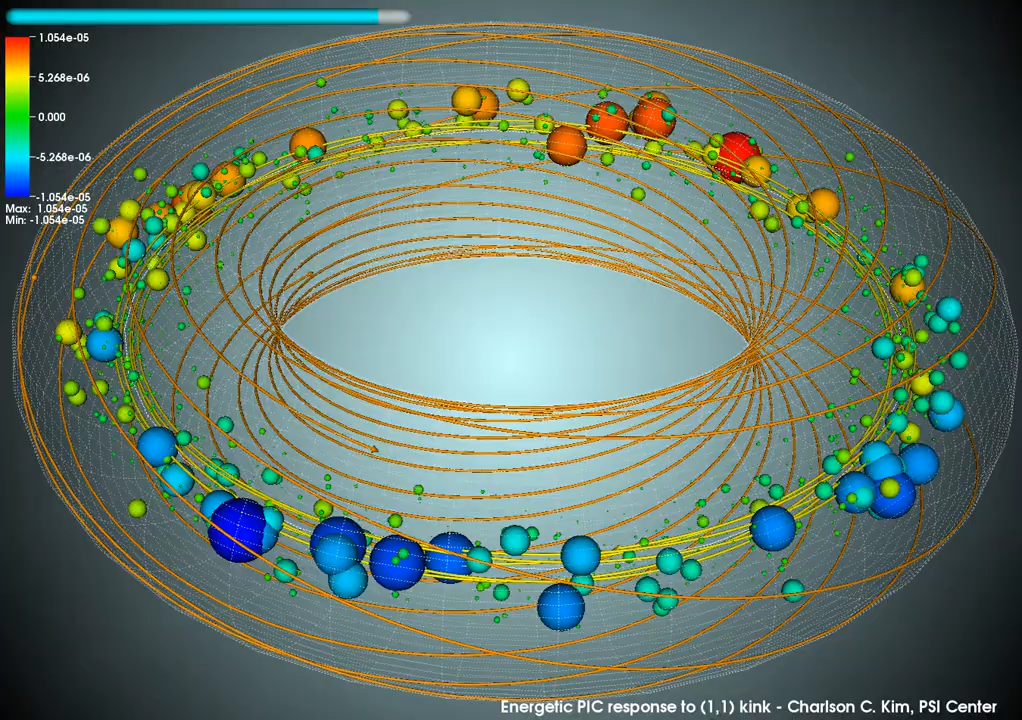 1.054e-05
5.268e-06
0.000
-5.268e-06
-1.054e-05
Max: 1.054e-05
Min: -1.054e-05
Energetic PIC response to (1,1) kink - Charlson C. Kim, PSI Center